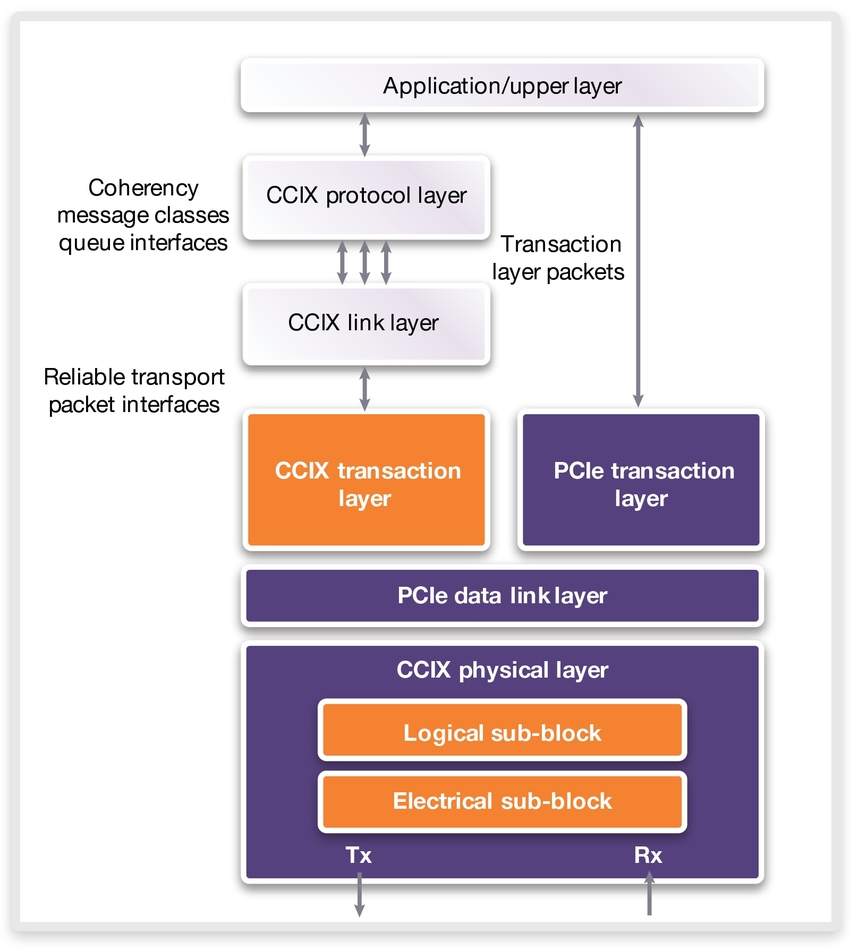 Application/upper layer
Coherency
message classes
queue interfaces
CCIX protocol layer
Transaction
layer packets
CCIX link layer
Reliable transport
packet interfaces
CCIX transaction
layer
PCIe transaction
layer
PCIe data link layer
CCIX physical layer
Logical sub-block
Electrical sub-block
Tx
Rx